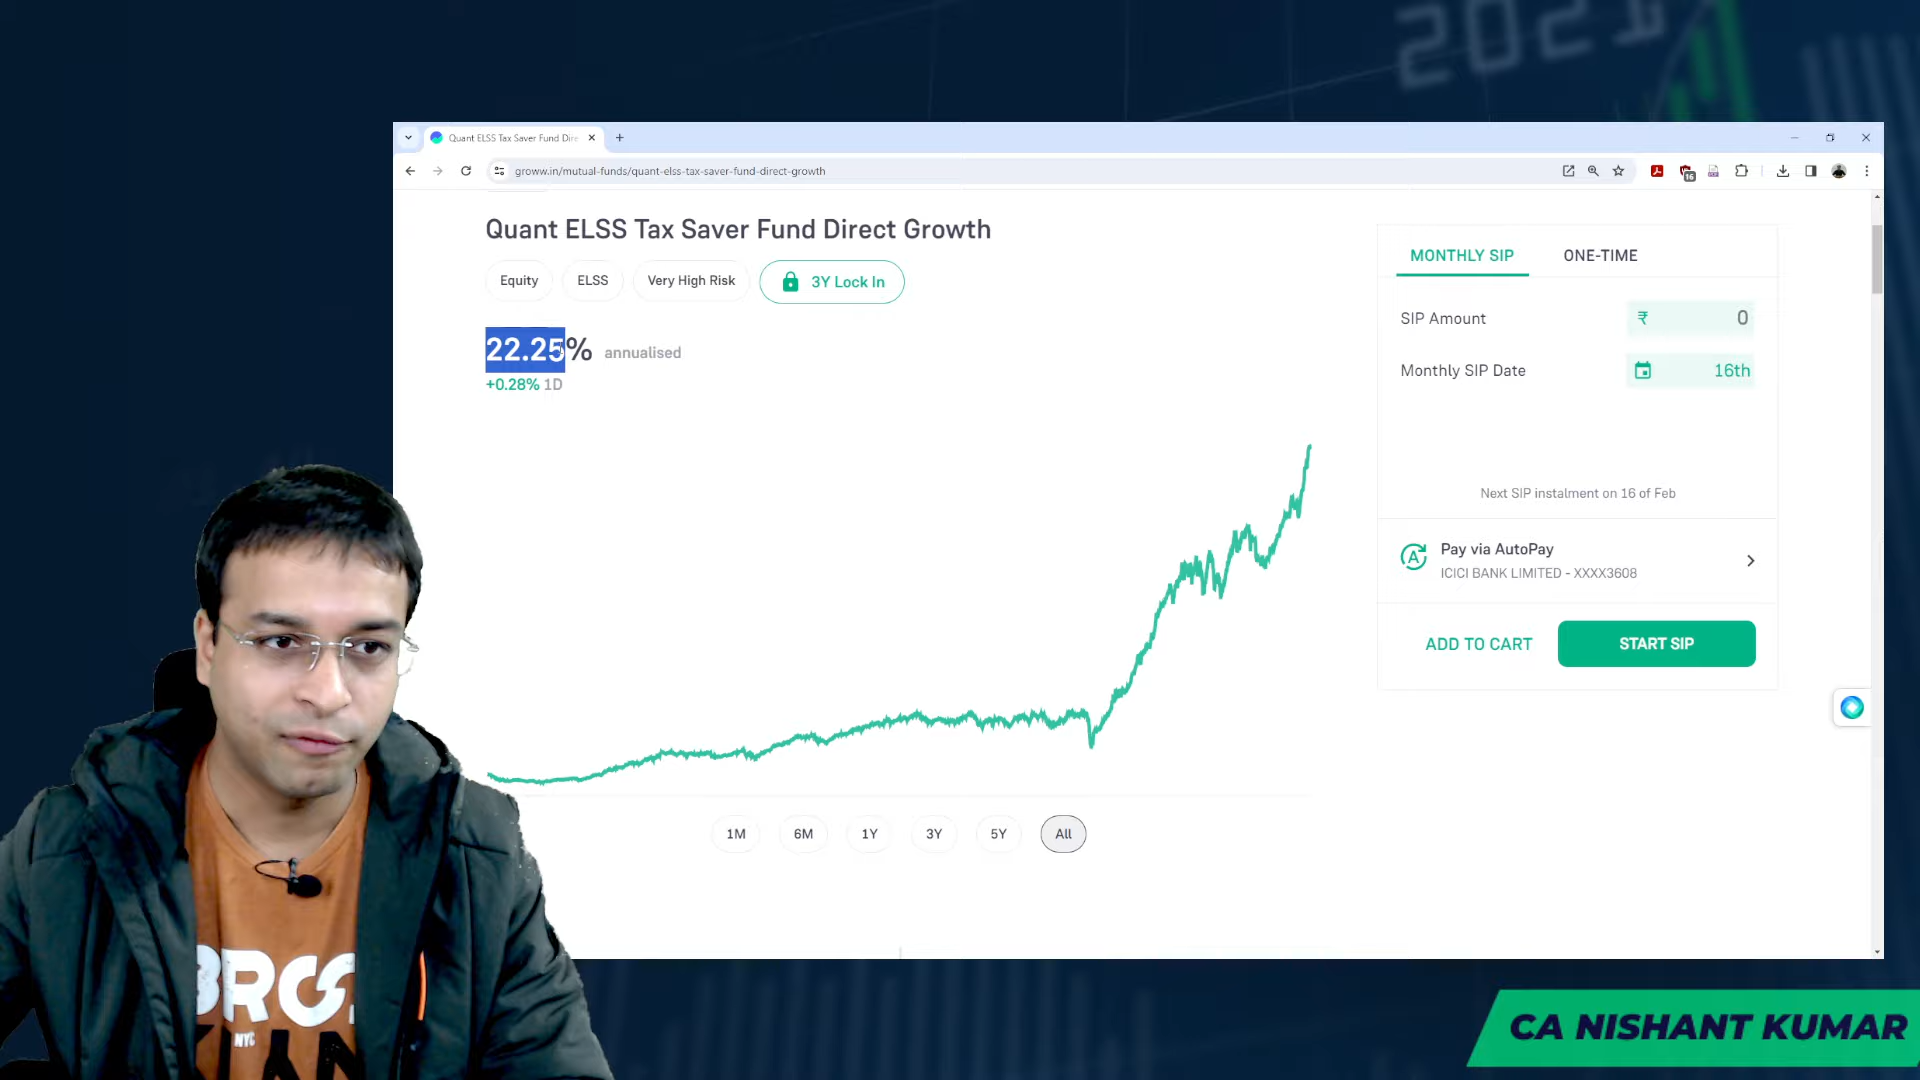 2021
Quant ELSS Tax Saver Fund Dire
groww.in/mutual-funds/quant-elss-tax-saver-fund-direct-growth
16
Quant ELSS Tax Saver Fund Direct Growth
Equity
ELSS
Very High Risk
3Y Lock In
22.25% annualised
+0.28% 1D
1M
6M
1Y
3Y
5Y
All
MONTHLY SIP
ONE-TIME
SIP Amount
₹ 0
Monthly SIP Date
16th
Next SIP instalment on 16 of Feb
A
Pay via AutoPay
ICICI BANK LIMITED - XXXX3608
ADD TO CART
START SIP
NYC
CA NISHANT KUMAR